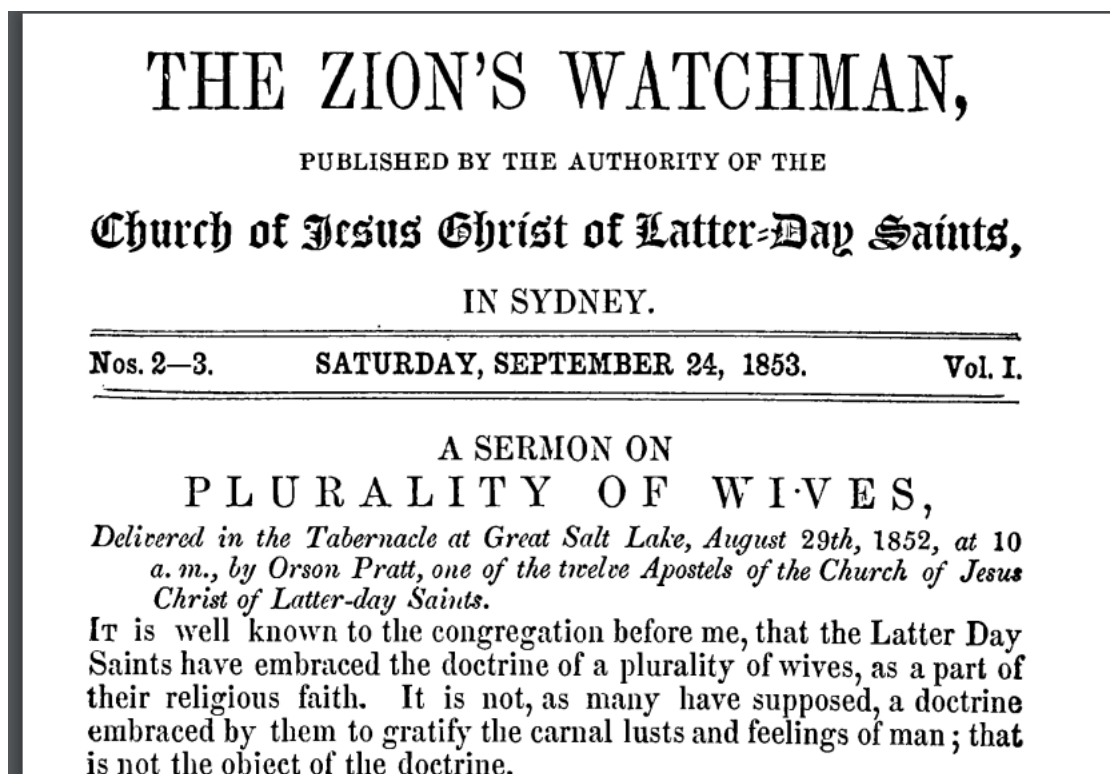 THE ZION'S WATCHMAN,
PUBLISHED BY THE AUTHORITY OF THE
Church of Jesus Christ of Latter-Day Saints,
IN SYDNEY.
Nos. 2—3. SATURDAY, SEPTEMBER 24, 1853. Vol. I.
A SERMON ON
PLURALITY OF WI·VES,
Delivered in the Tabernacle at Great Salt Lake, August 29th, 1852, at 10
a. m., by Orson Pratt, one of the twelve Apostels of the Church of Jesus
Christ of Latter-day Saints.
IT is well known to the congregation before me, that the Latter Day
Saints have embraced the doctrine of a plurality of wives, as a part of
their religious faith. It is not, as many have supposed, a doctrine
embraced by them to gratify the carnal lusts and feelings of man; that
is not the object of the doctrine.